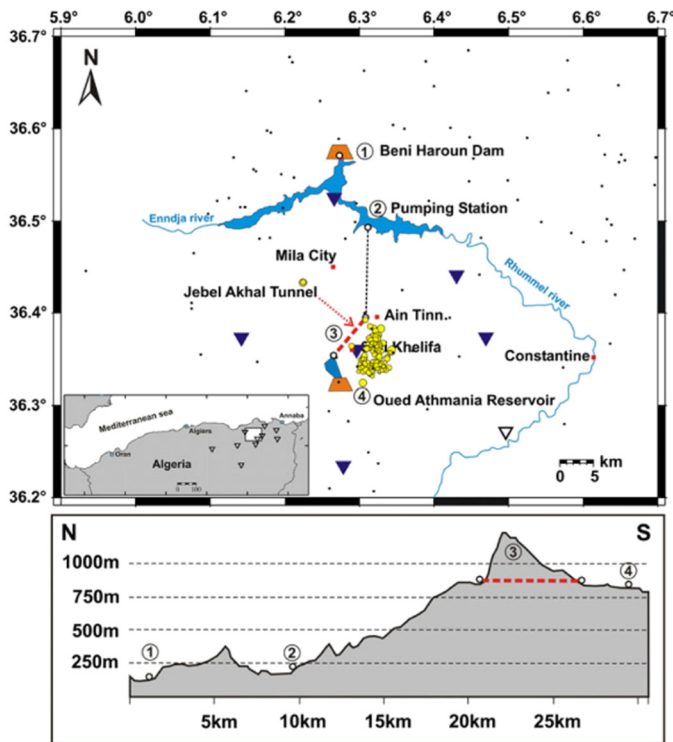 5.9° 6.0° 6.1° 6.2° 6.3° 6.4° 6.5° 6.6° 6.7°
36.7°
N
36.6°
① Beni Haroun Dam
② Pumping Station
36.5°
Enndja river
Mila City
Rhummel river
Jebel Akhal Tunnel
36.4°
Ain Tinn
③
Khelifa
Constantine
④
Oued Athmania Reservoir
36.3°
Mediterranean sea
Annaba
Algiers
Oran
Algeria
0 100
0 5
km
36.2°
N S
1000m
③
④
750m
500m
① ②
250m
5km 10km 15km 20km 25km